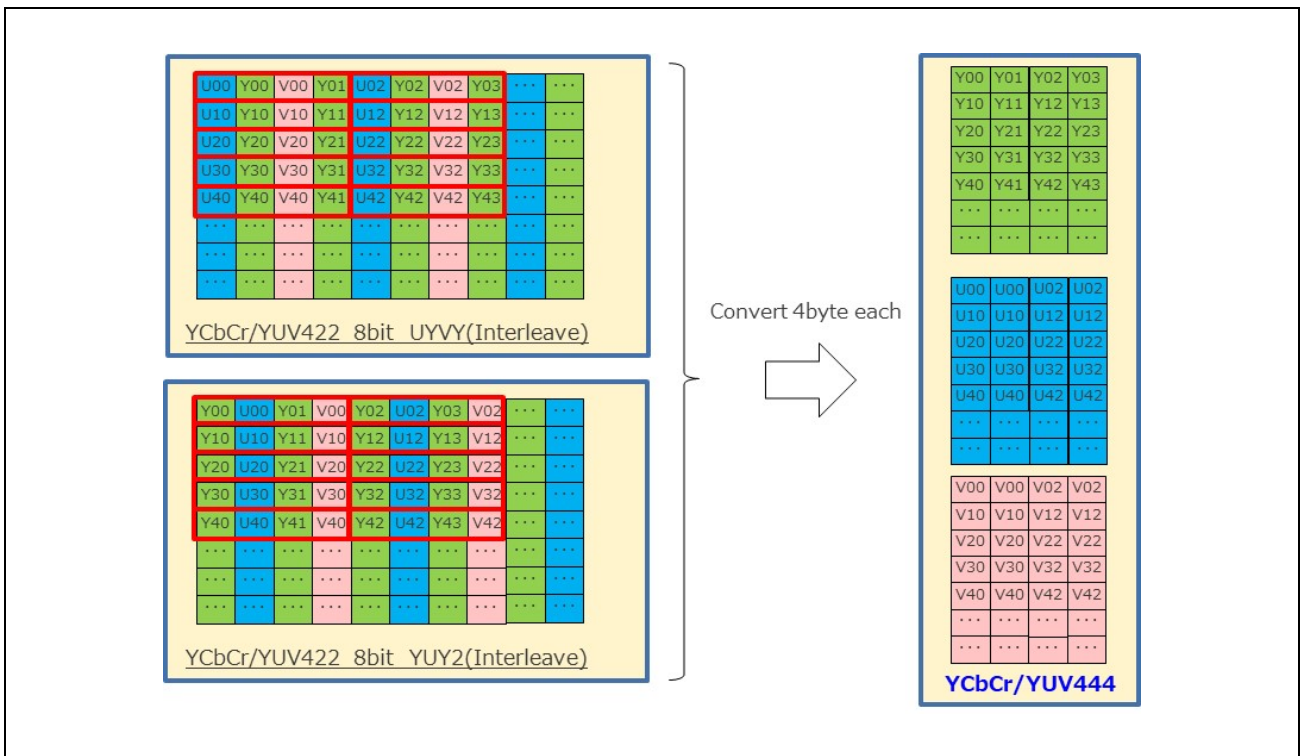 U00 Y00 V00 Y01 U02 Y02 V02 Y03 ... ...
U10 Y10 V10 Y11 U12 Y12 V12 Y13 ... ...
U20 Y20 V20 Y21 U22 Y22 V22 Y23 ... ...
U30 Y30 V30 Y31 U32 Y32 V32 Y33 ... ...
U40 Y40 V40 Y41 U42 Y42 V42 Y43 ... ...
... ... ... ... ... ... ... ... ... ...
... ... ... ... ... ... ... ... ... ...
... ... ... ... ... ... ... ... ... ...
YCbCr/YUV422 8bit UYVY(Interleave)
Y00 U00 Y01 V00 Y02 U02 Y03 V02 ... ...
Y10 U10 Y11 V10 Y12 U12 Y13 V12 ... ...
Y20 U20 Y21 V20 Y22 U22 Y23 V22 ... ...
Y30 U30 Y31 V30 Y32 U32 Y33 V32 ... ...
Y40 U40 Y41 V40 Y42 U42 Y43 V42 ... ...
... ... ... ... ... ... ... ... ... ...
... ... ... ... ... ... ... ... ... ...
... ... ... ... ... ... ... ... ... ...
YCbCr/YUV422 8bit YUY2(Interleave)
Convert 4byte each
Y00 Y01 Y02 Y03
Y10 Y11 Y12 Y13
Y20 Y21 Y22 Y23
Y30 Y31 Y32 Y33
Y40 Y41 Y42 Y43
... ... ... ...
... ... ... ...
U00 U00 U02 U02
U10 U10 U12 U12
U20 U20 U22 U22
U30 U30 U32 U32
U40 U40 U42 U42
... ... ... ...
... ... ... ...
V00 V00 V02 V02
V10 V10 V12 V12
V20 V20 V22 V22
V30 V30 V32 V32
V40 V40 V42 V42
... ... ... ...
... ... ... ...
YCbCr/YUV444